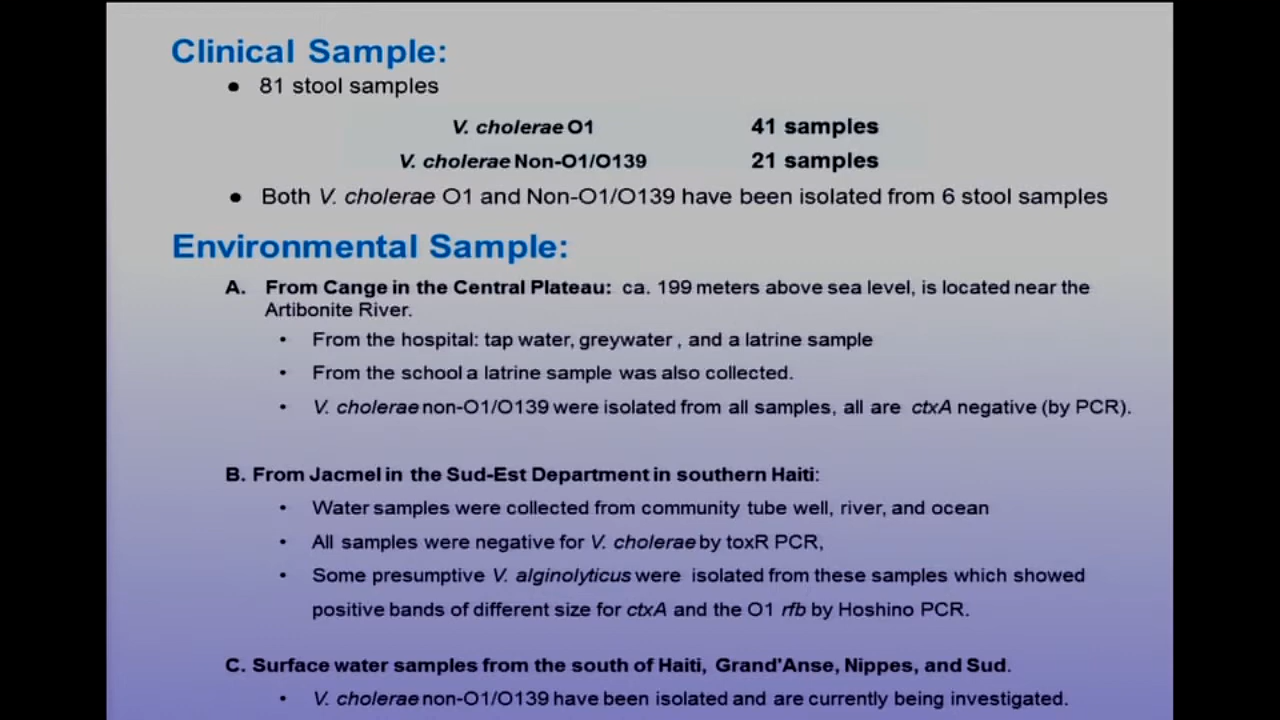 Clinical Sample:
● 81 stool samples
V. cholerae O1 41 samples
V. cholerae Non-O1/O139 21 samples
● Both V. cholerae O1 and Non-O1/O139 have been isolated from 6 stool samples
Environmental Sample:
A. From Cange in the Central Plateau: ca. 199 meters above sea level, is located near the
Artibonite River.
• From the hospital: tap water, greywater , and a latrine sample
• From the school a latrine sample was also collected.
• V. cholerae non-O1/O139 were isolated from all samples, all are ctxA negative (by PCR).
B. From Jacmel in the Sud-Est Department in southern Haiti:
• Water samples were collected from community tube well, river, and ocean
• All samples were negative for V. cholerae by toxR PCR,
• Some presumptive V. alginolyticus were isolated from these samples which showed
positive bands of different size for ctxA and the O1 rfb by Hoshino PCR.
C. Surface water samples from the south of Haiti, Grand'Anse, Nippes, and Sud.
• V. cholerae non-O1/O139 have been isolated and are currently being investigated.